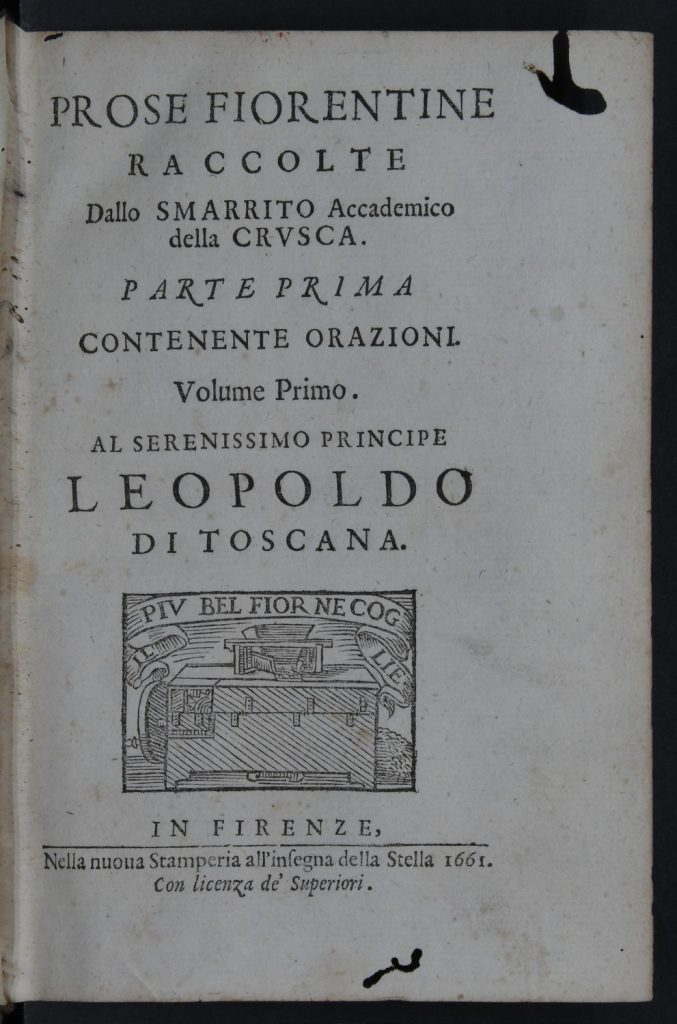 PROSE FIORENTINE
RACCOLTE
Dallo SMARRITO Accademico
della CRVSCA.
PARTE PRIMA
CONTENENTE ORAZIONI.
Volume Primo.
AL SERENISSIMO PRINCIPE
LEOPOLDO
DI TOSCANA.
IL PIV BEL FIOR NE COGLIE
IN FIRENZE,
Nella nuoua Stamperia all'inſegna della Stella 1661.
Con licenza de' Superiori.